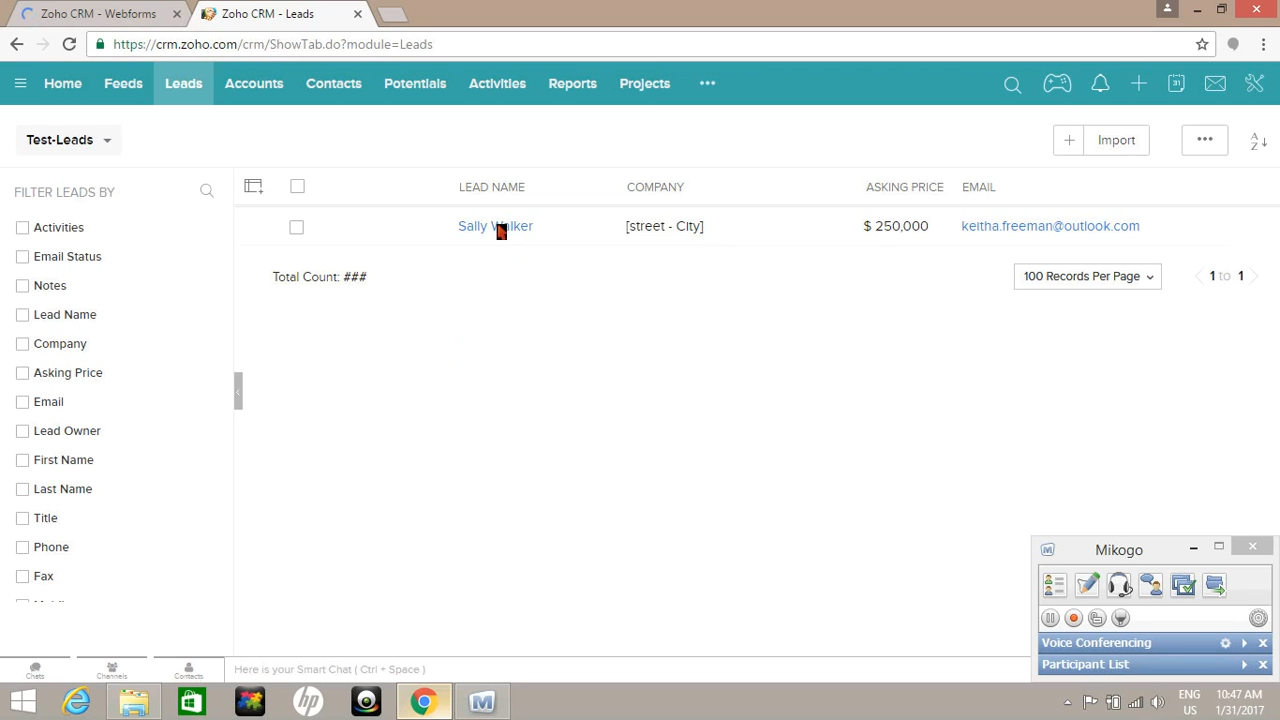 Zoho CRM - Webforms
Zoho CRM - Leads
https://crm.zoho.com/crm/ShowTab.do?module=Leads
Home Feeds Leads Accounts Contacts Potentials Activities Reports Projects
31
Test-Leads
Import
A
Z
FILTER LEADS BY
LEAD NAME COMPANY ASKING PRICE EMAIL
Activities
Sally Walker [street - City] $ 250,000 keitha.freeman@outlook.com
Email Status
Total Count: ### 100 Records Per Page 1 to 1
Notes
Lead Name
Company
Asking Price
Email
Lead Owner
First Name
Last Name
Title
Phone
Fax
Mikogo
Voice Conferencing
Participant List
Chats
Channels
Contacts
Here is your Smart Chat ( Ctrl + Space )
ENG 10:47 AM
US 1/31/2017